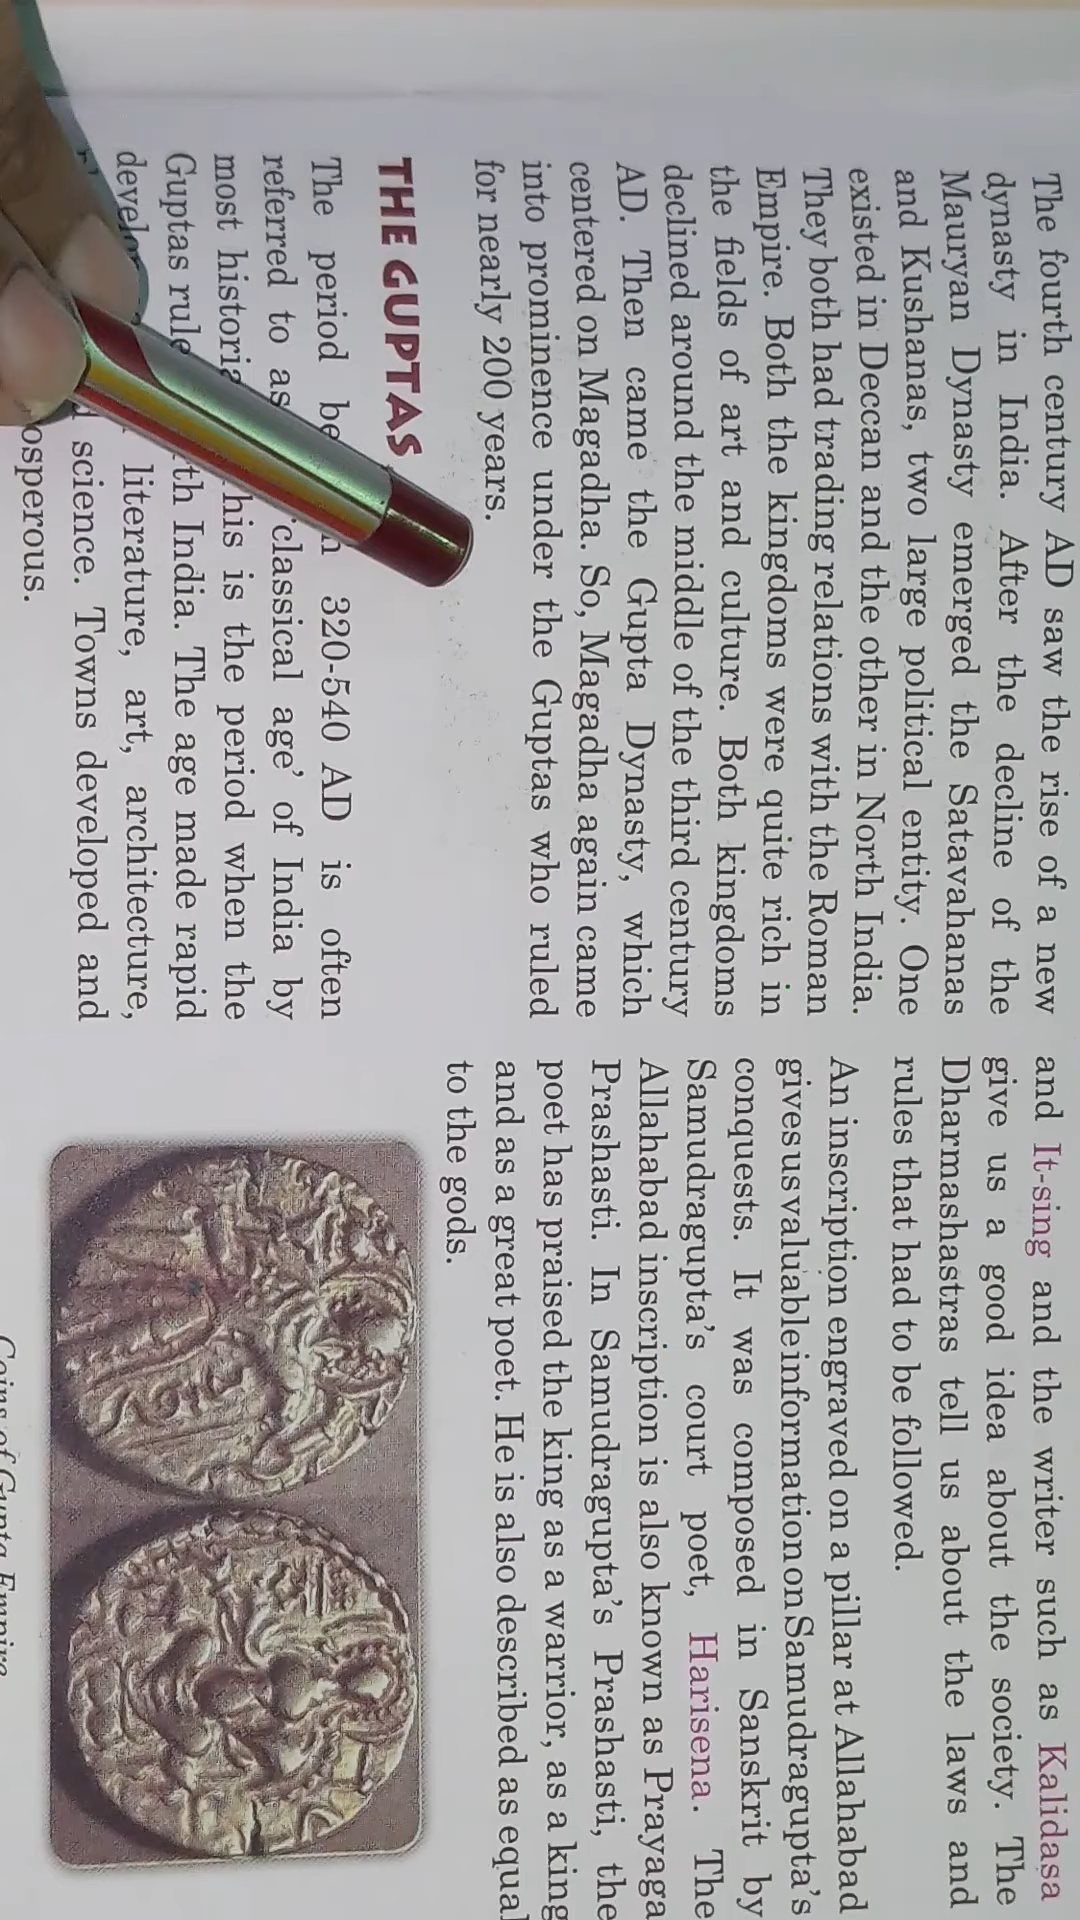 The fourth century AD saw the rise of a new
dynasty in India. After the decline of the
Mauryan Dynasty emerged the Satavahanas
and Kushanas, two large political entity. One
existed in Deccan and the other in North India.
They both had trading relations with the Roman
Empire. Both the kingdoms were quite rich in
the fields of art and culture. Both kingdoms
declined around the middle of the third century
AD. Then came the Gupta Dynasty, which
centered on Magadha. So, Magadha again came
into prominence under the Guptas who ruled
for nearly 200 years.
THE GUPTAS
The period 320-540 AD is often
referred to as 'classical age' of India by
most his is the period when the
Guptas India. The age made rapid
literature, art, architecture,
science. Towns developed and
and It-sing and the writer such as Kalidasa
give us a good idea about the society. The
Dharmashastras tell us about the laws and
rules that had to be followed.
An inscription engraved on a pillar at Allahabad
gives us valuable information on Samudragupta's
conquests. It was composed in Sanskrit by
Samudragupta's court poet, Harisena. The
Allahabad inscription is also known as Prayaga
Prashasti. In Samudragupta's Prashasti, the
poet has praised the king as a warrior, as a king
and as a great poet. He is also described as equal
to the gods.
Coins of Gupta Empire